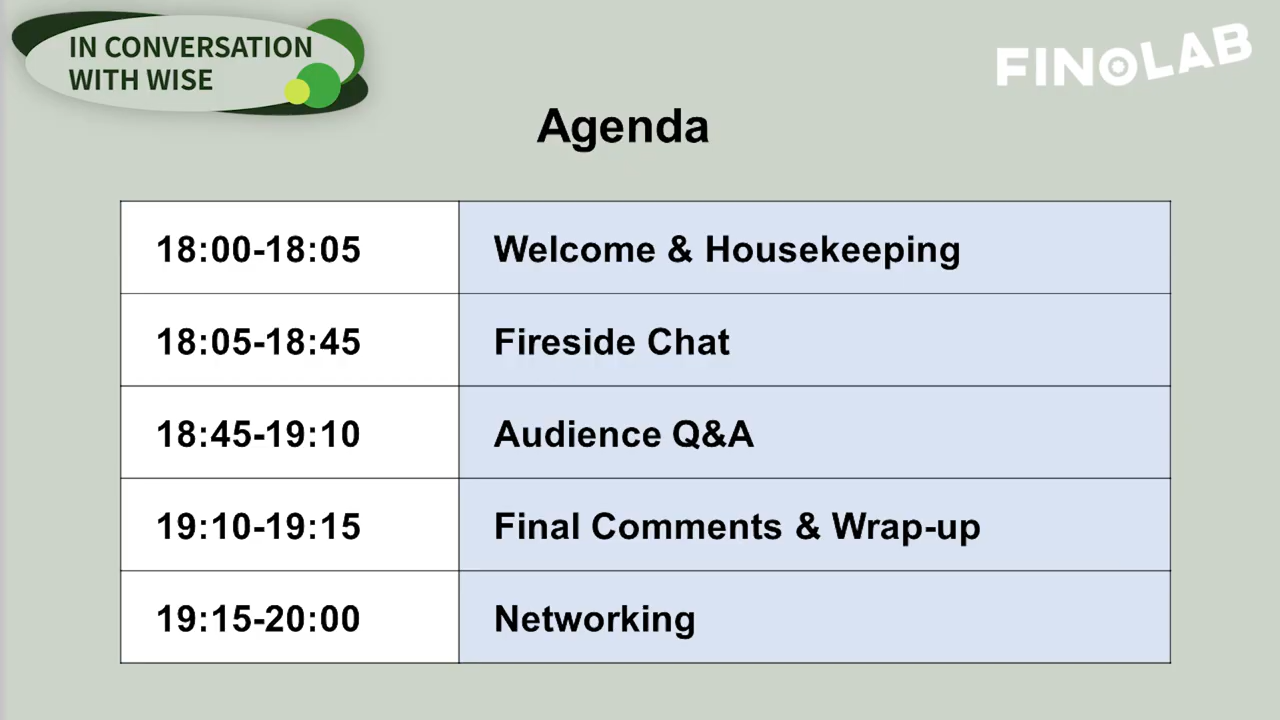 IN CONVERSATION
WITH WISE
FINOLAB
Agenda
18:00-18:05 Welcome & Housekeeping
18:05-18:45 Fireside Chat
18:45-19:10 Audience Q&A
19:10-19:15 Final Comments & Wrap-up
19:15-20:00 Networking